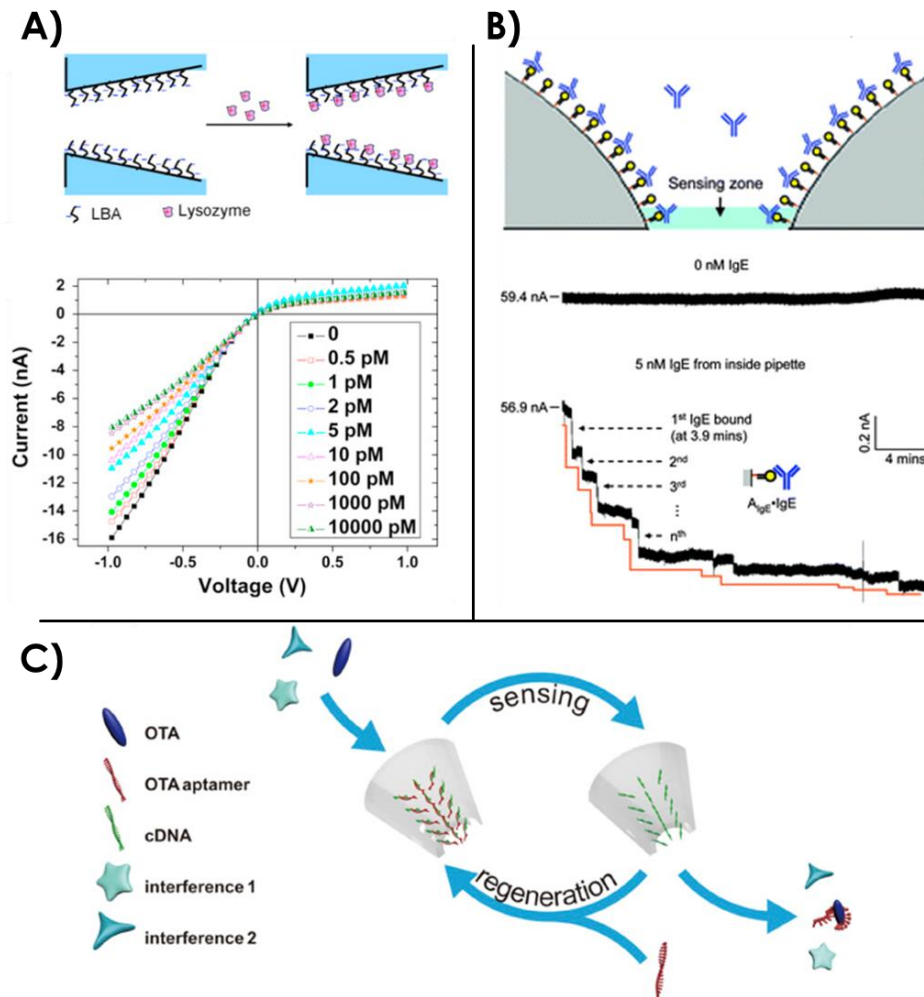 A)
LBA
Lysozyme
2
0
-2
-4
-6
-8
-10
-12
-14
-16
Current (nA)
0
0.5 pM
1 pM
2 pM
5 pM
10 pM
100 pM
1000 pM
10000 pM
-1.0
-0.5
0.0
0.5
1.0
Voltage (V)
B)
Sensing zone
0 nM IgE
59.4 nA
5 nM IgE from inside pipette
56.9 nA
1st IgE bound
(at 3.9 mins)
2nd
3rd
⋮
nth
AIgE•IgE
0.2 nA
4 mins
C)
OTA
OTA aptamer
cDNA
interference 1
interference 2
sensing
regeneration